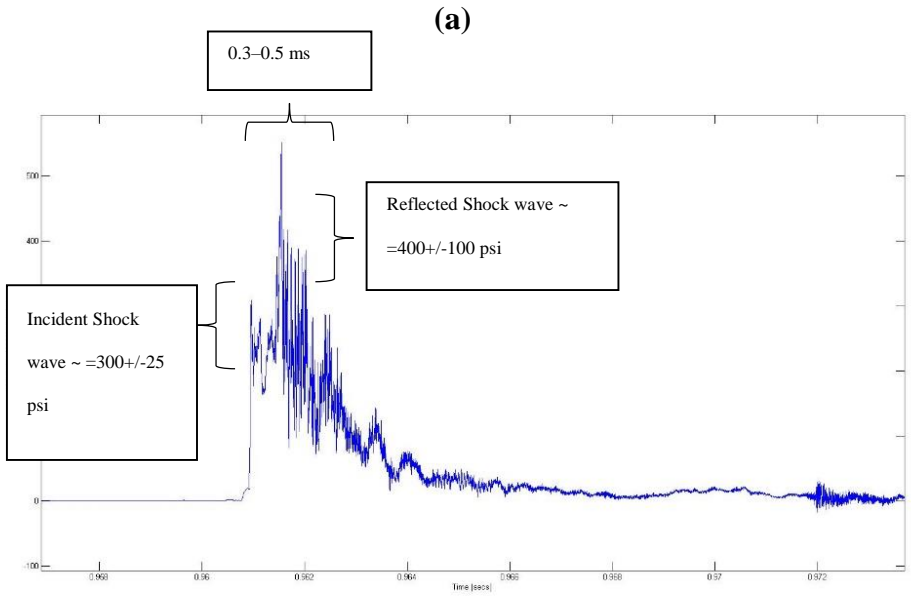 (a)
0.3–0.5 ms
Reflected Shock wave ~
=400+/-100 psi
Incident Shock
wave ~ =300+/-25
psi
500
400
0
-100
0.958
0.96
0.962
0.964
0.966
0.968
0.97
0.972
Time [secs]